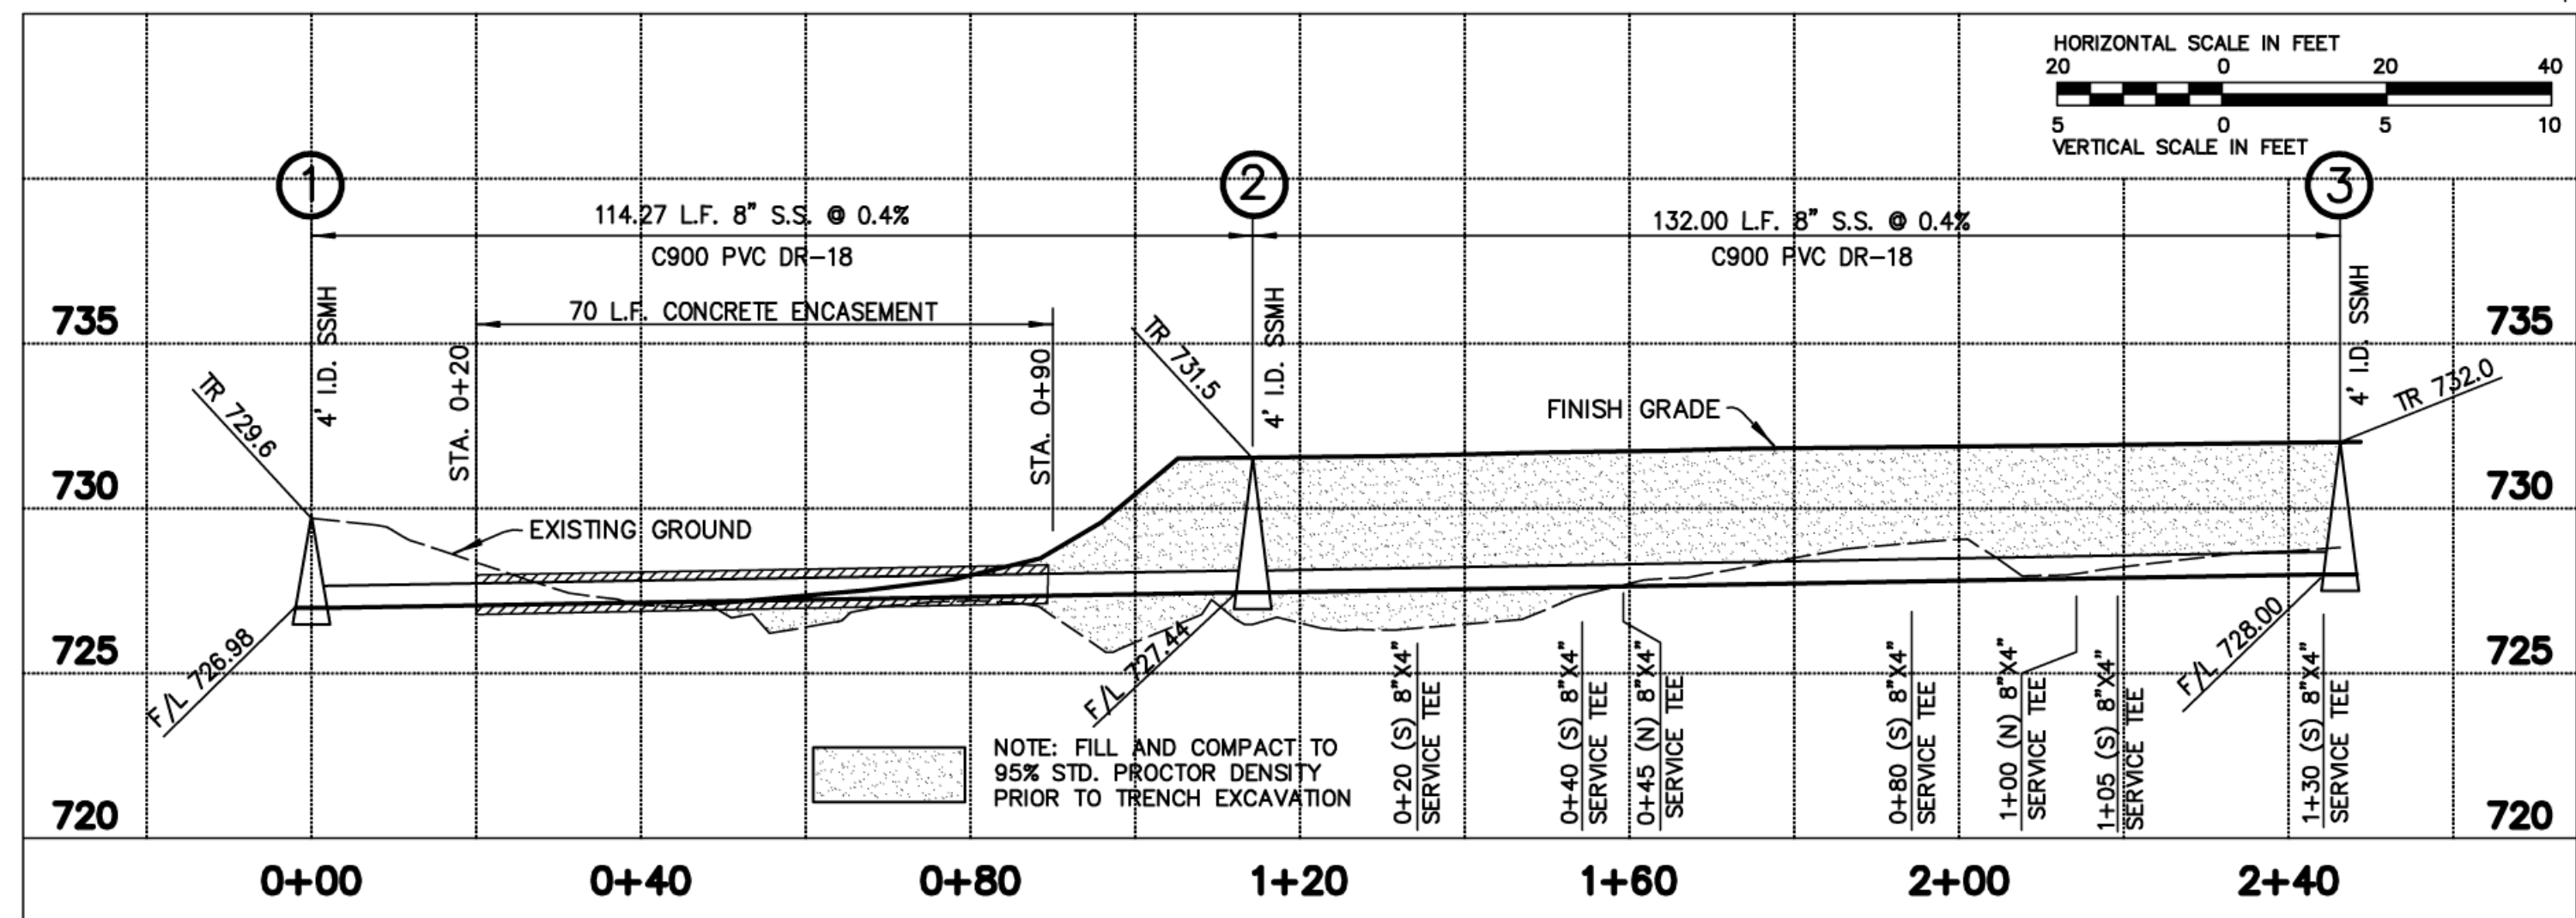 HORIZONTAL SCALE IN FEET
20 0 20 40
5 0 5 10
VERTICAL SCALE IN FEET
1
2
3
114.27 L.F. 8" S.S. @ 0.4%
C900 PVC DR-18
132.00 L.F. 8" S.S. @ 0.4%
C900 PVC DR-18
70 L.F. CONCRETE ENCASEMENT
4' I.D. SSMH
4' I.D. SSMH
4' I.D. SSMH
735
735
STA. 0+20
STA. 0+90
TR 729.6
TR 731.5
TR 732.0
FINISH GRADE
730
730
EXISTING GROUND
725
725
F/L 726.98
F/L 727.44
F/L 728.00
0+20 (S) 8"X4"
SERVICE TEE
0+40 (S) 8"X4"
SERVICE TEE
0+45 (N) 8"X4"
SERVICE TEE
0+80 (S) 8"X4"
SERVICE TEE
1+00 (N) 8"X4"
SERVICE TEE
1+05 (S) 8"X4"
SERVICE TEE
1+30 (S) 8"X4"
SERVICE TEE
NOTE: FILL AND COMPACT TO
95% STD. PROCTOR DENSITY
PRIOR TO TRENCH EXCAVATION
720
720
0+00 0+40 0+80 1+20 1+60 2+00 2+40